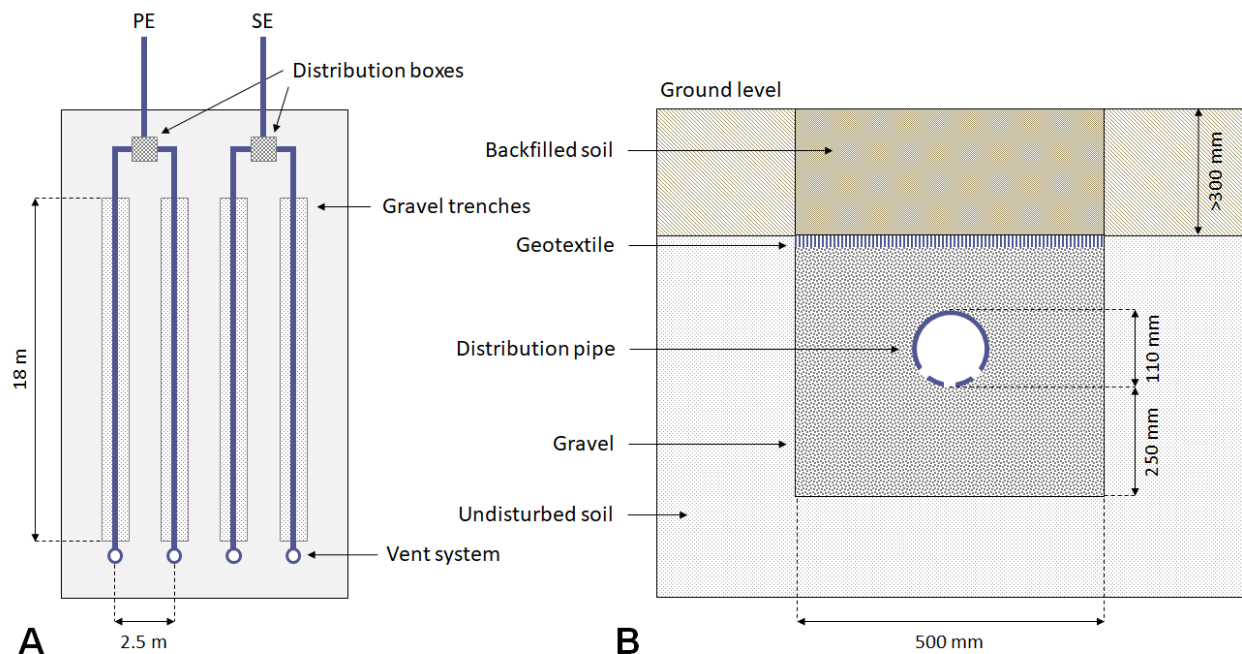 PE
SE
Distribution boxes
Gravel trenches
18 m
Vent system
2.5 m
A
Ground level
Backfilled soil
>300 mm
Geotextile
Distribution pipe
110 mm
Gravel
250 mm
Undisturbed soil
500 mm
B